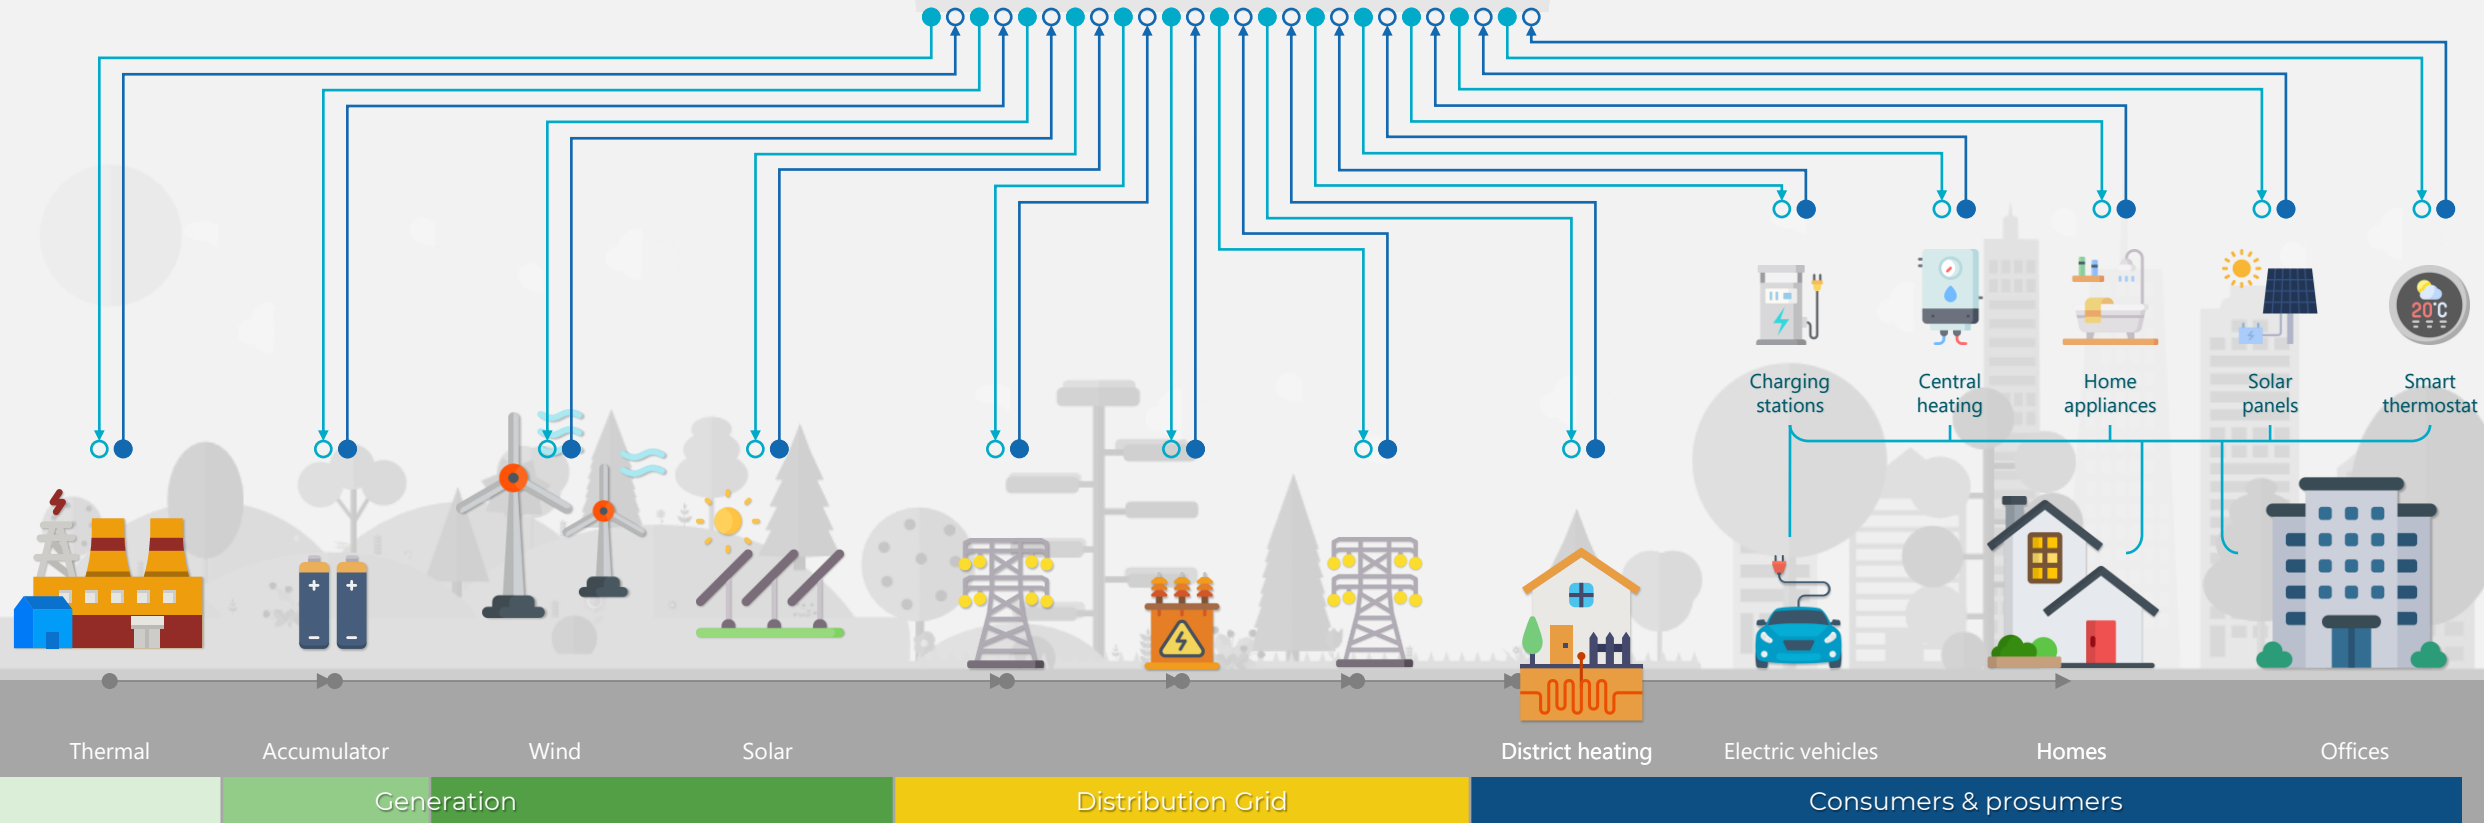 20°C
Charging
stations
Central
heating
Home
appliances
Solar
panels
Smart
thermostat
Thermal
Accumulator
Wind
Solar
District heating
Electric vehicles
Homes
Offices
Generation
Distribution Grid
Consumers & prosumers